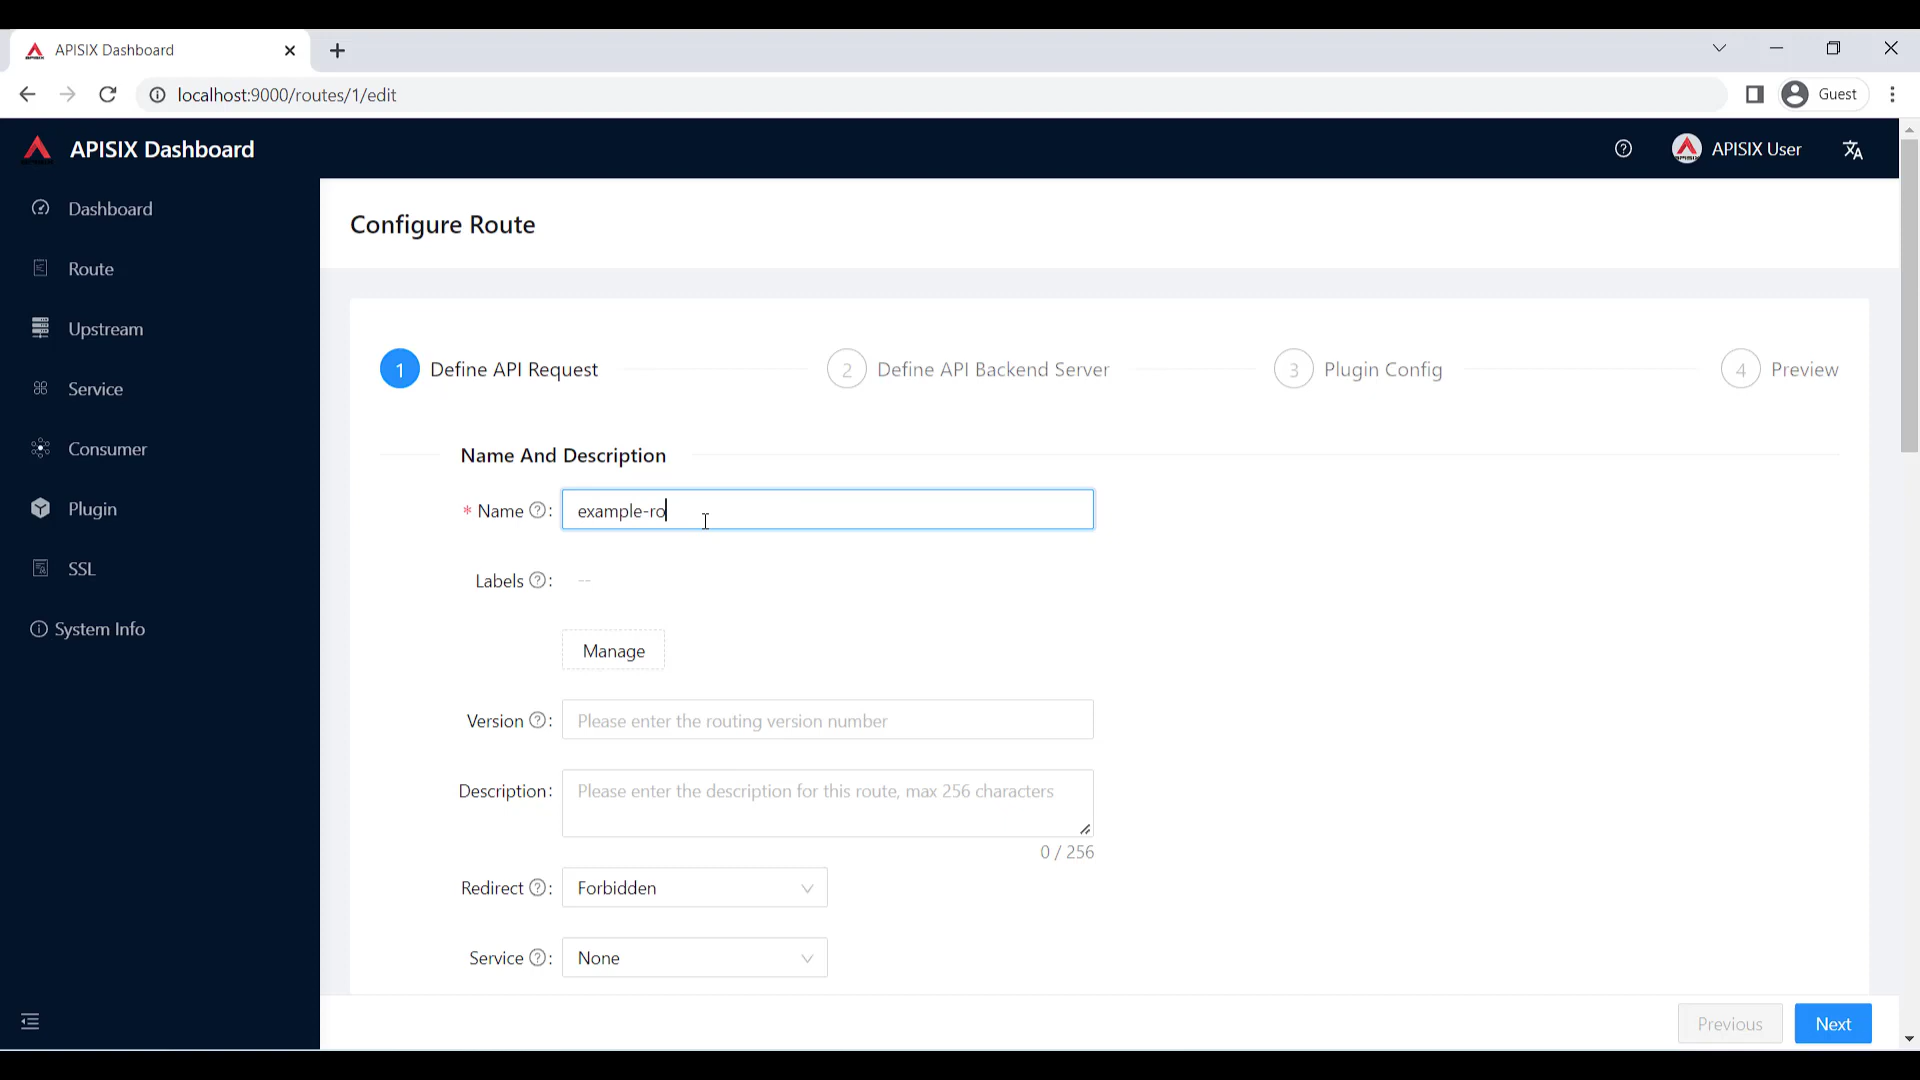 APISIX Dashboard
localhost:9000/routes/1/edit
Guest
APISIX Dashboard
APISIX User
Dashboard
Route
Upstream
Service
Consumer
Plugin
SSL
System Info
Configure Route
1 Define API Request
2 Define API Backend Server
3 Plugin Config
4 Preview
Name And Description
* Name ? : example-ro
Labels ? : --
Manage
Version ? : Please enter the routing version number
Description: Please enter the description for this route, max 256 characters
0 / 256
Redirect ? : Forbidden
Service ? : None
Previous Next